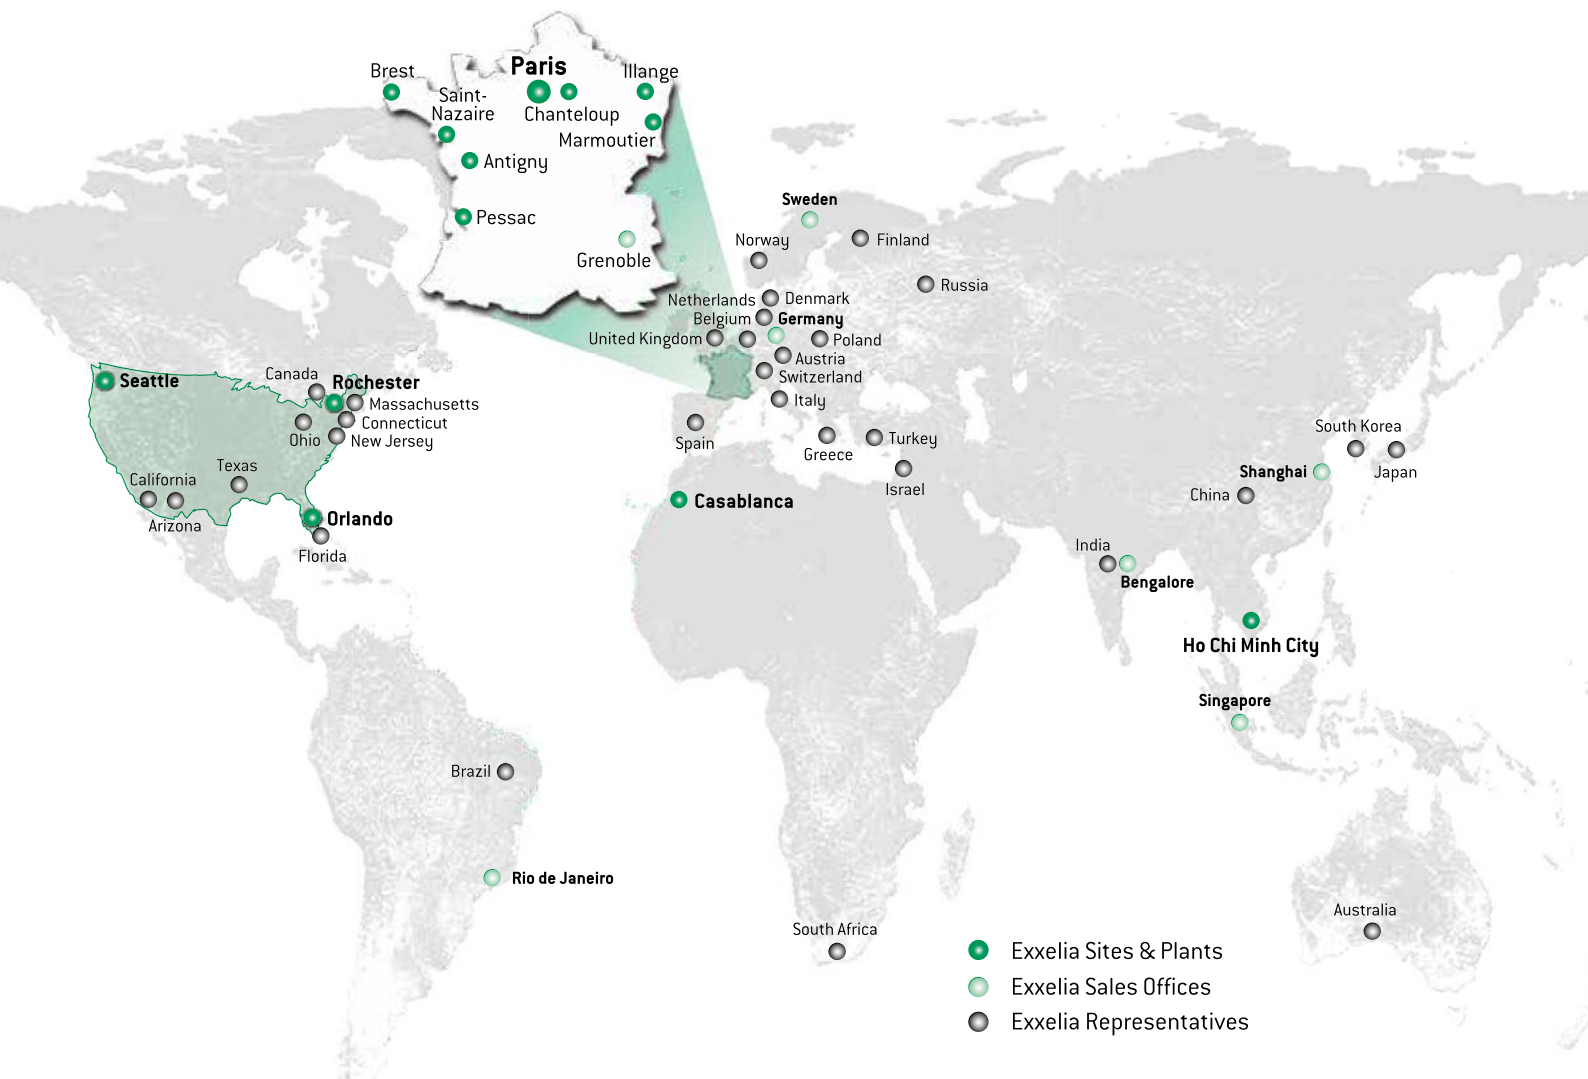 Paris
Brest
Illange
Saint-
Nazaire
Chanteloup
Marmoutier
Antigny
Pessac
Grenoble
Sweden
Norway
Finland
Russia
Netherlands
Denmark
Belgium
Germany
United Kingdom
Poland
Austria
Switzerland
Italy
Spain
Greece
Turkey
Israel
Canada
Seattle
Rochester
Massachusetts
Connecticut
Ohio
New Jersey
Texas
California
Arizona
Orlando
Florida
Casablanca
South Korea
Japan
Shanghai
China
India
Bengalore
Ho Chi Minh City
Singapore
Brazil
Rio de Janeiro
South Africa
Australia
Exxelia Sites & Plants
Exxelia Sales Offices
Exxelia Representatives